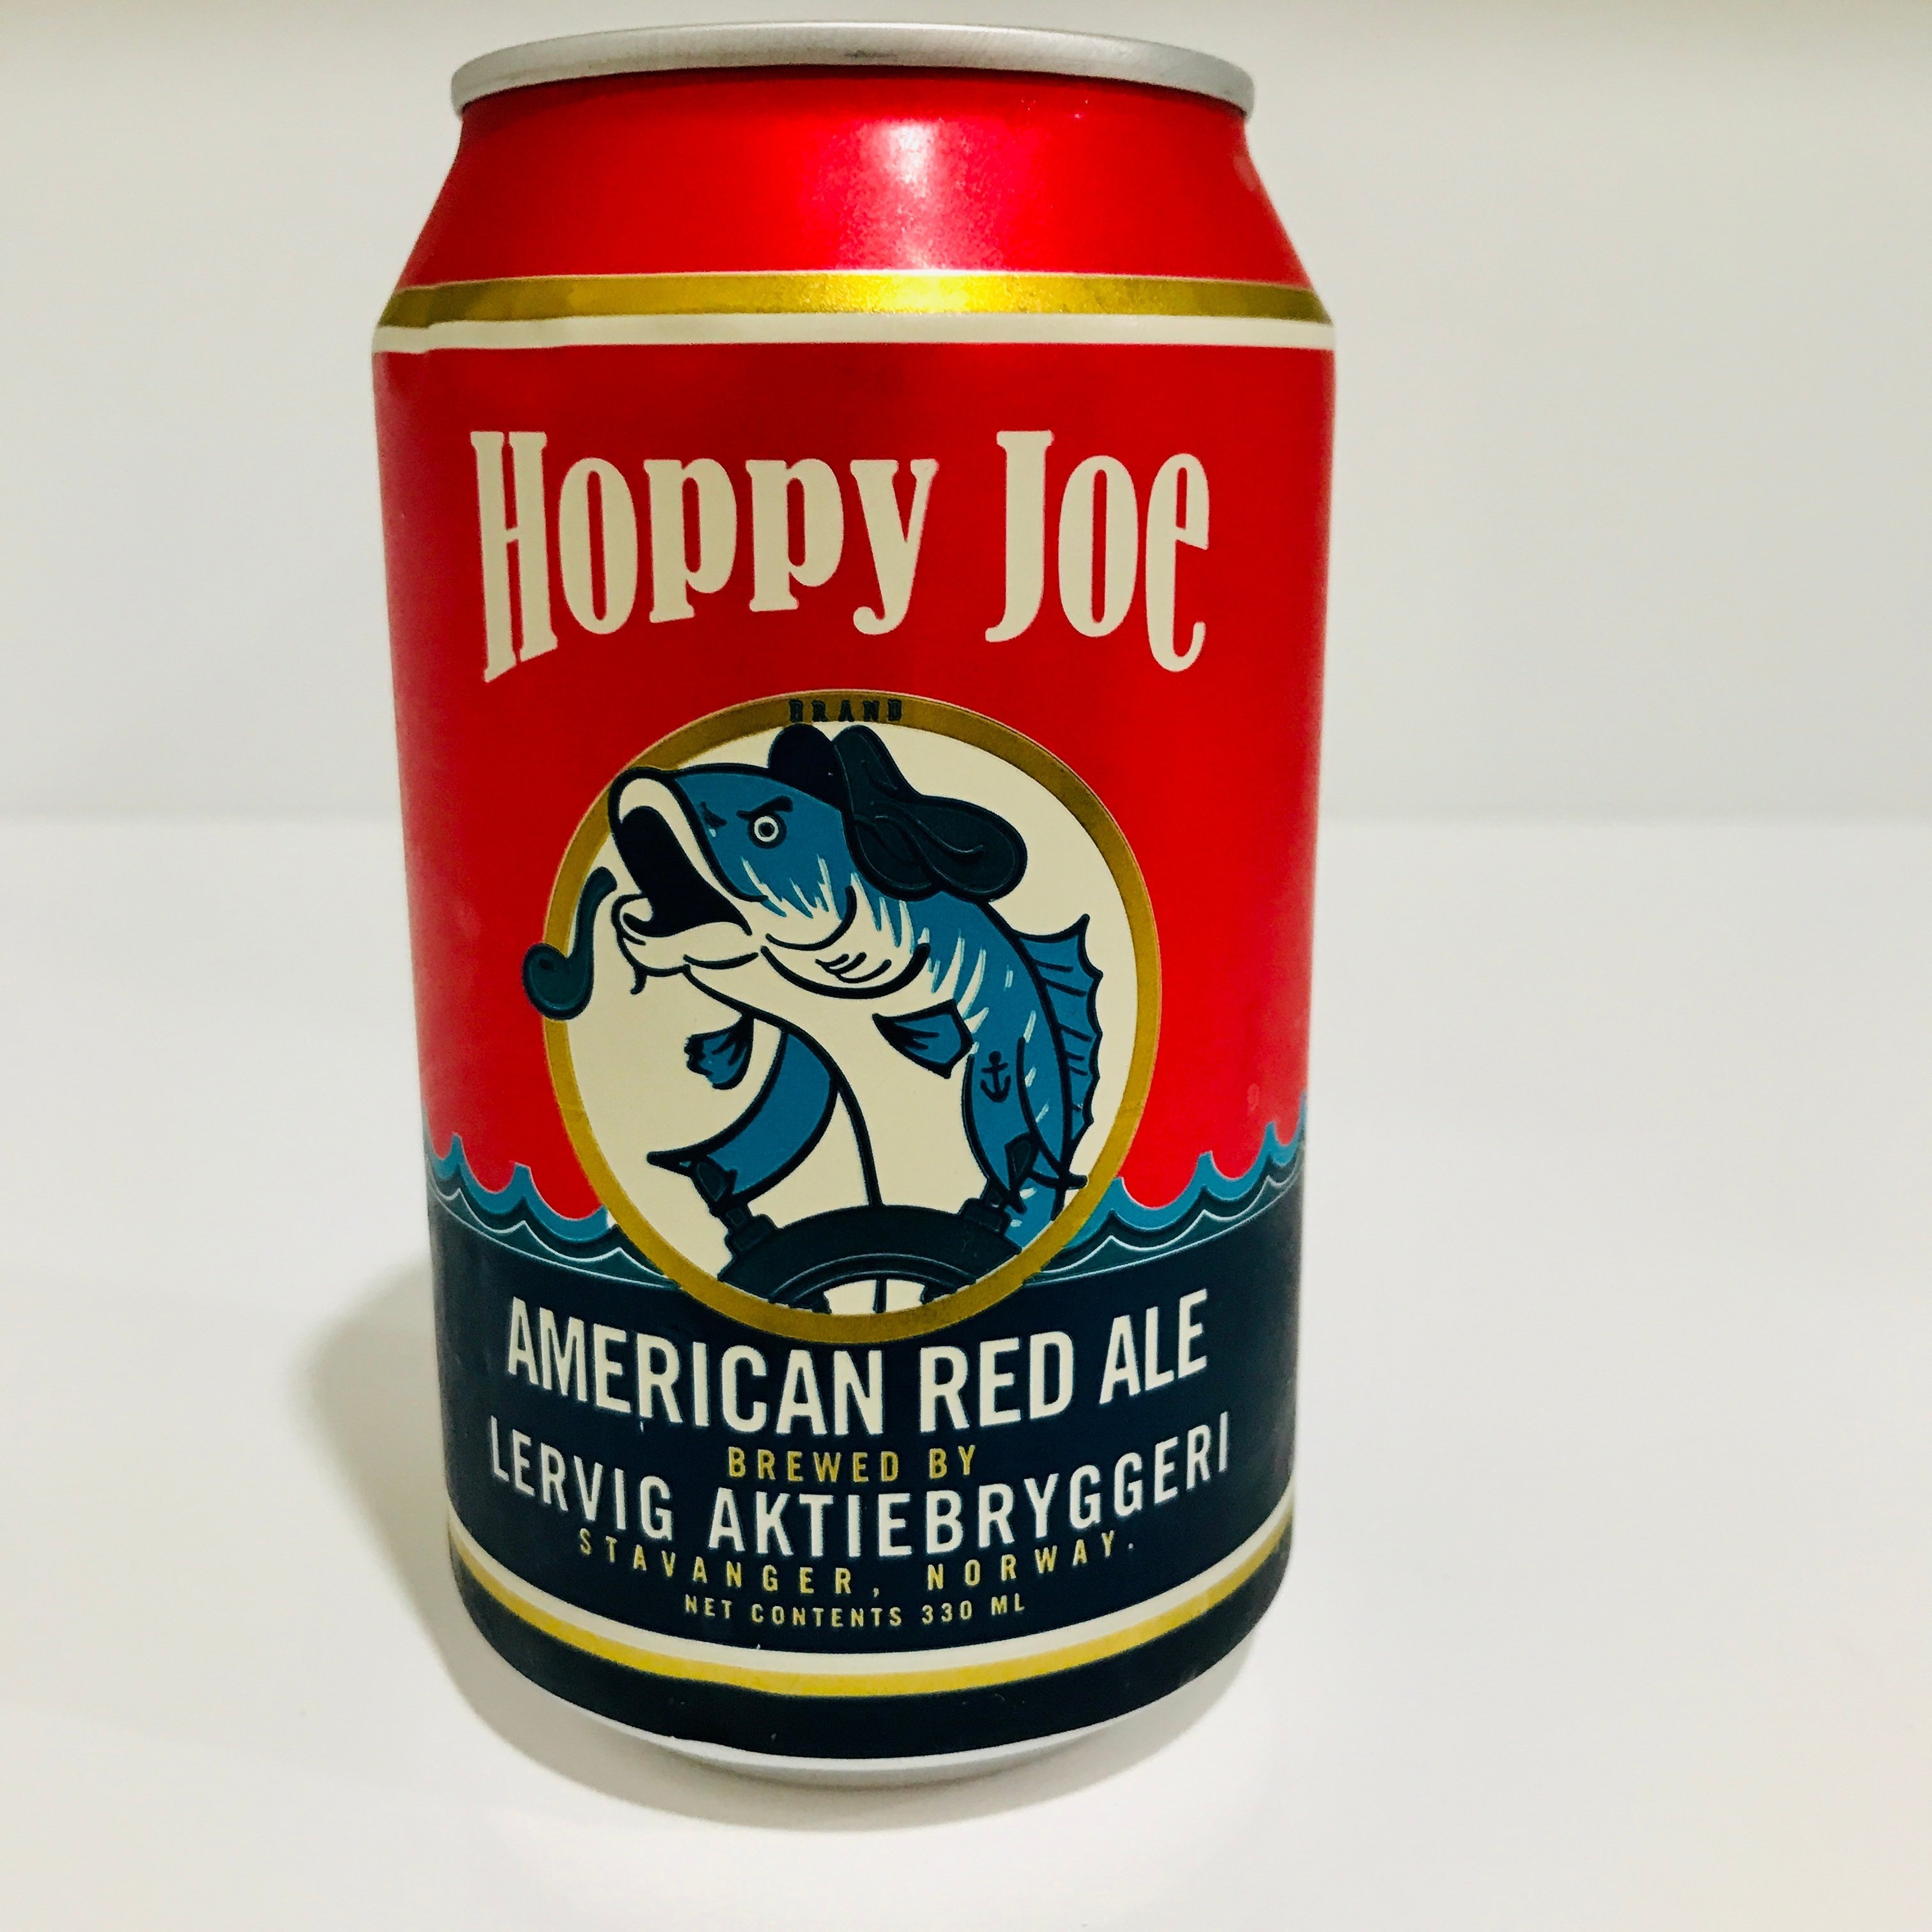 Hoppy Joe
BRAND
AMERICAN RED ALE
BREWED BY
LERVIG AKTIEBRYGGERI
STAVANGER, NORWAY.
NET CONTENTS 330 ML